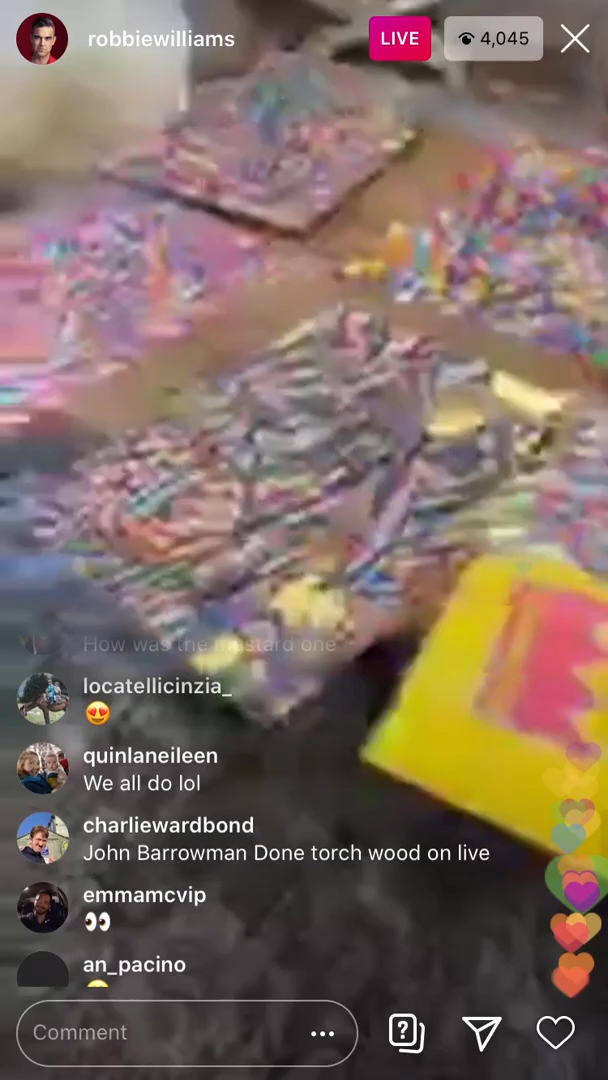 robbiewilliams
LIVE
4,045
How was the mustard one
locatellicinzia_
😍
quinlaneileen
We all do lol
charliewardbond
John Barrowman Done torch wood on live
emmamcvip
👀
an_pacino
Comment